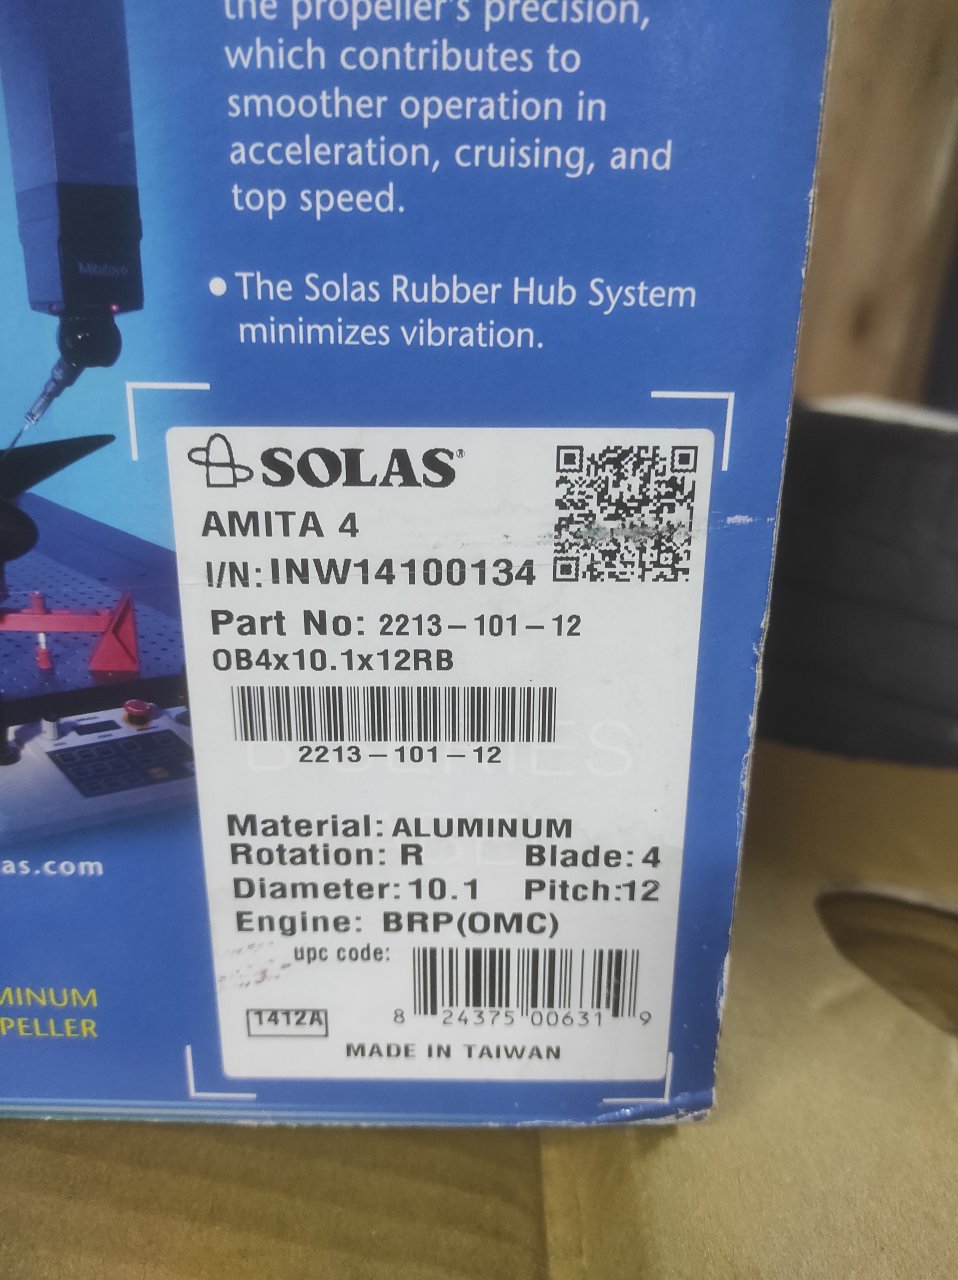 the propeller's precision,
which contributes to
smoother operation in
acceleration, cruising, and
top speed.
Mitutoyo
• The Solas Rubber Hub System
minimizes vibration.
SOLAS®
AMITA 4
I/N: INW14100134
Part No: 2213-101-12
OB4x10.1x12RB
2213-101-12
Material: ALUMINUM
Rotation: R Blade: 4
as.com
Diameter: 10.1 Pitch:12
Engine: BRP(OMC)
upc code:
MINUM
PELLER
1412A 8 24375 00631 9
MADE IN TAIWAN